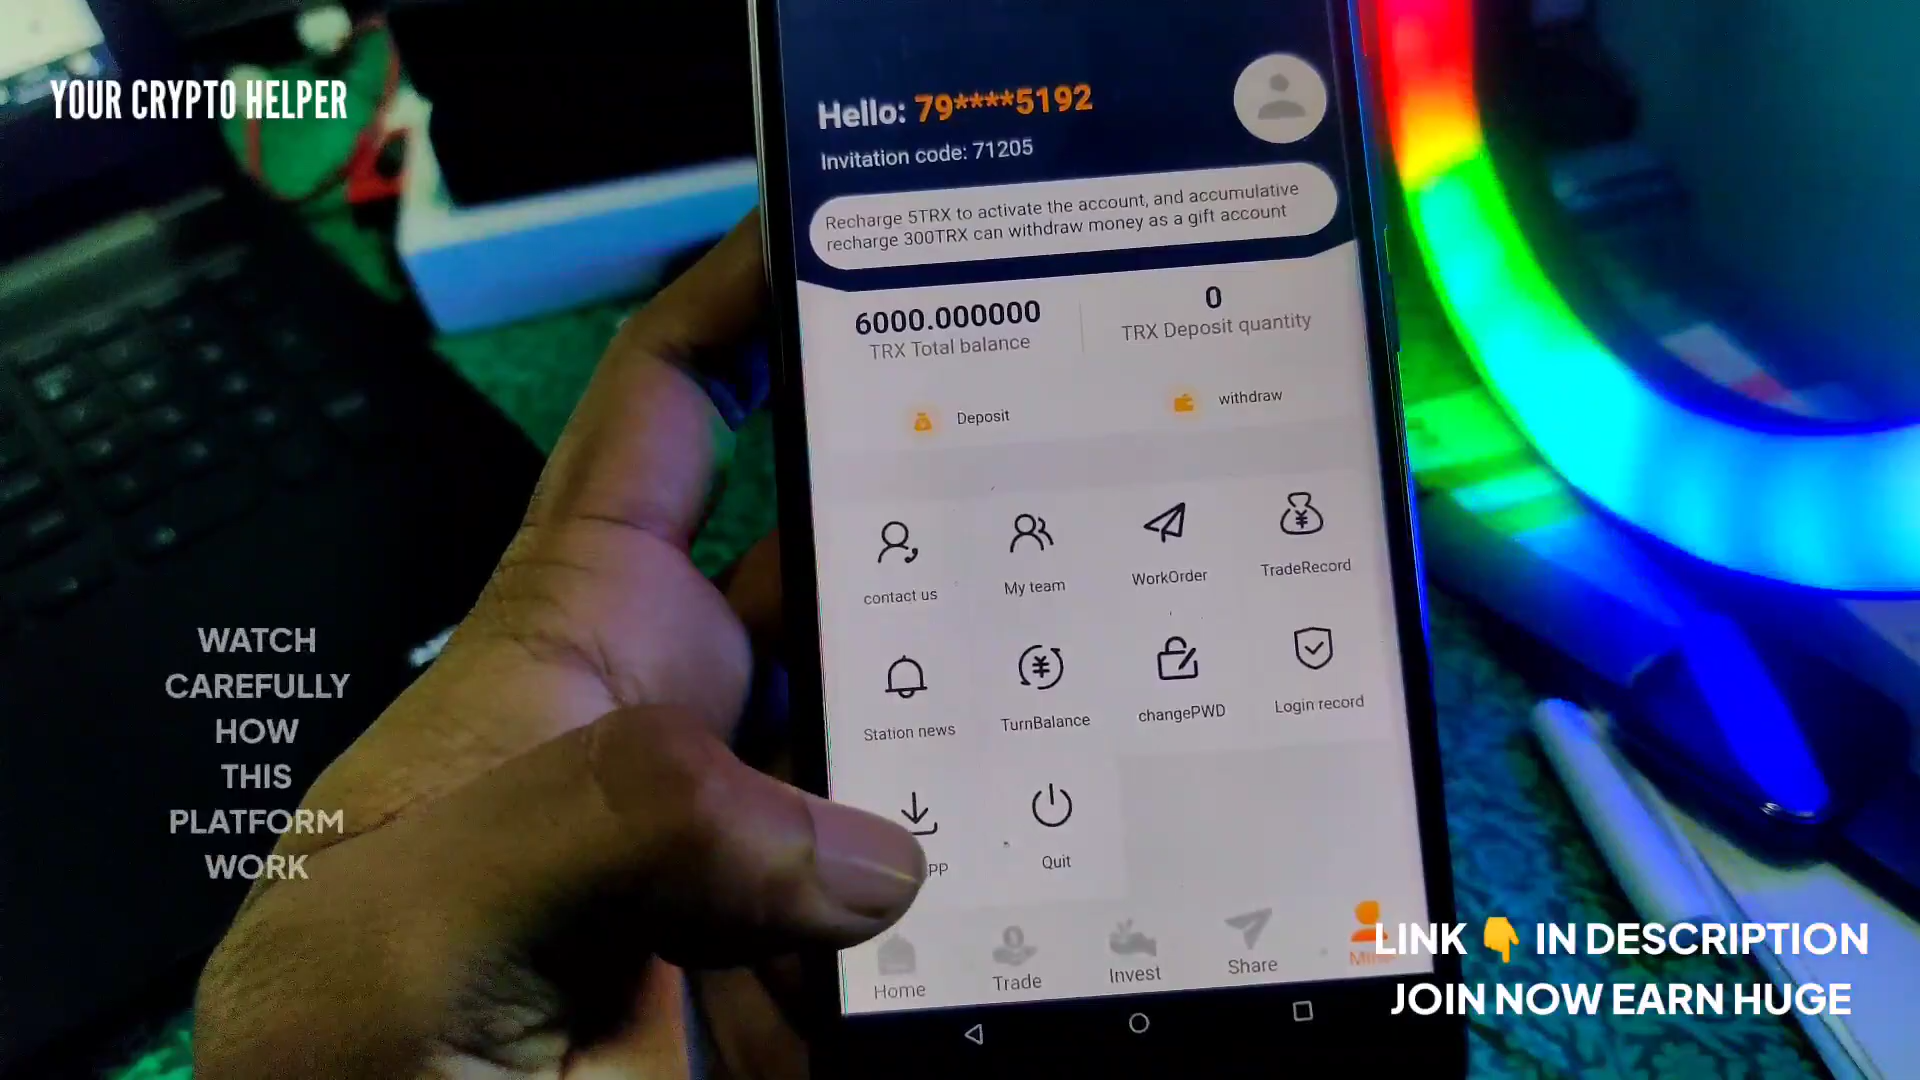 YOUR CRYPTO HELPER
Hello: 79****5192
Invitation code: 71205
Recharge 5TRX to activate the account, and accumulative
recharge 300TRX can withdraw money as a gift account
6000.000000
TRX Total balance
0
TRX Deposit quantity
Deposit
withdraw
contact us
My team
WorkOrder
TradeRecord
Station news
TurnBalance
changePWD
Login record
Quit
Home
Trade
Invest
Share
WATCH
CAREFULLY
HOW
THIS
PLATFORM
WORK
LINK 👇 IN DESCRIPTION
JOIN NOW EARN HUGE